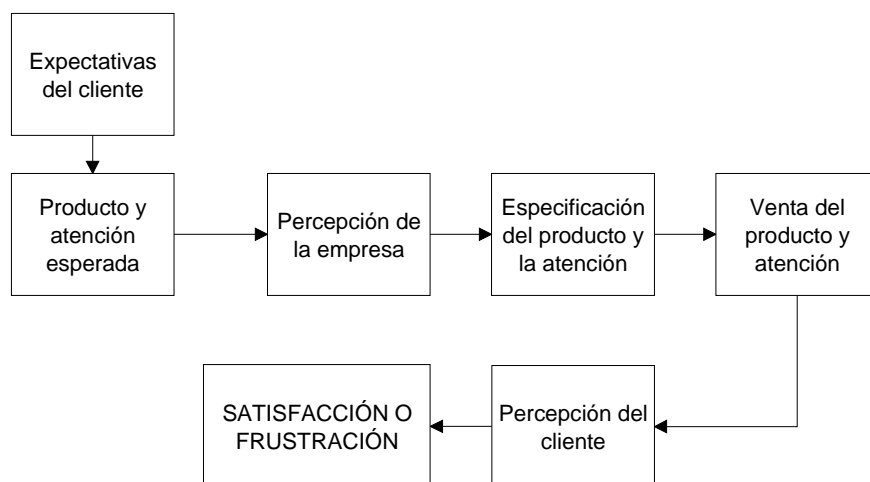 Expectativas
del cliente
Producto y
atención
esperada
Percepción de
la empresa
Especificación
del producto y
la atención
Venta del
producto y
atención
SATISFACCIÓN O
FRUSTRACIÓN
Percepción del
cliente